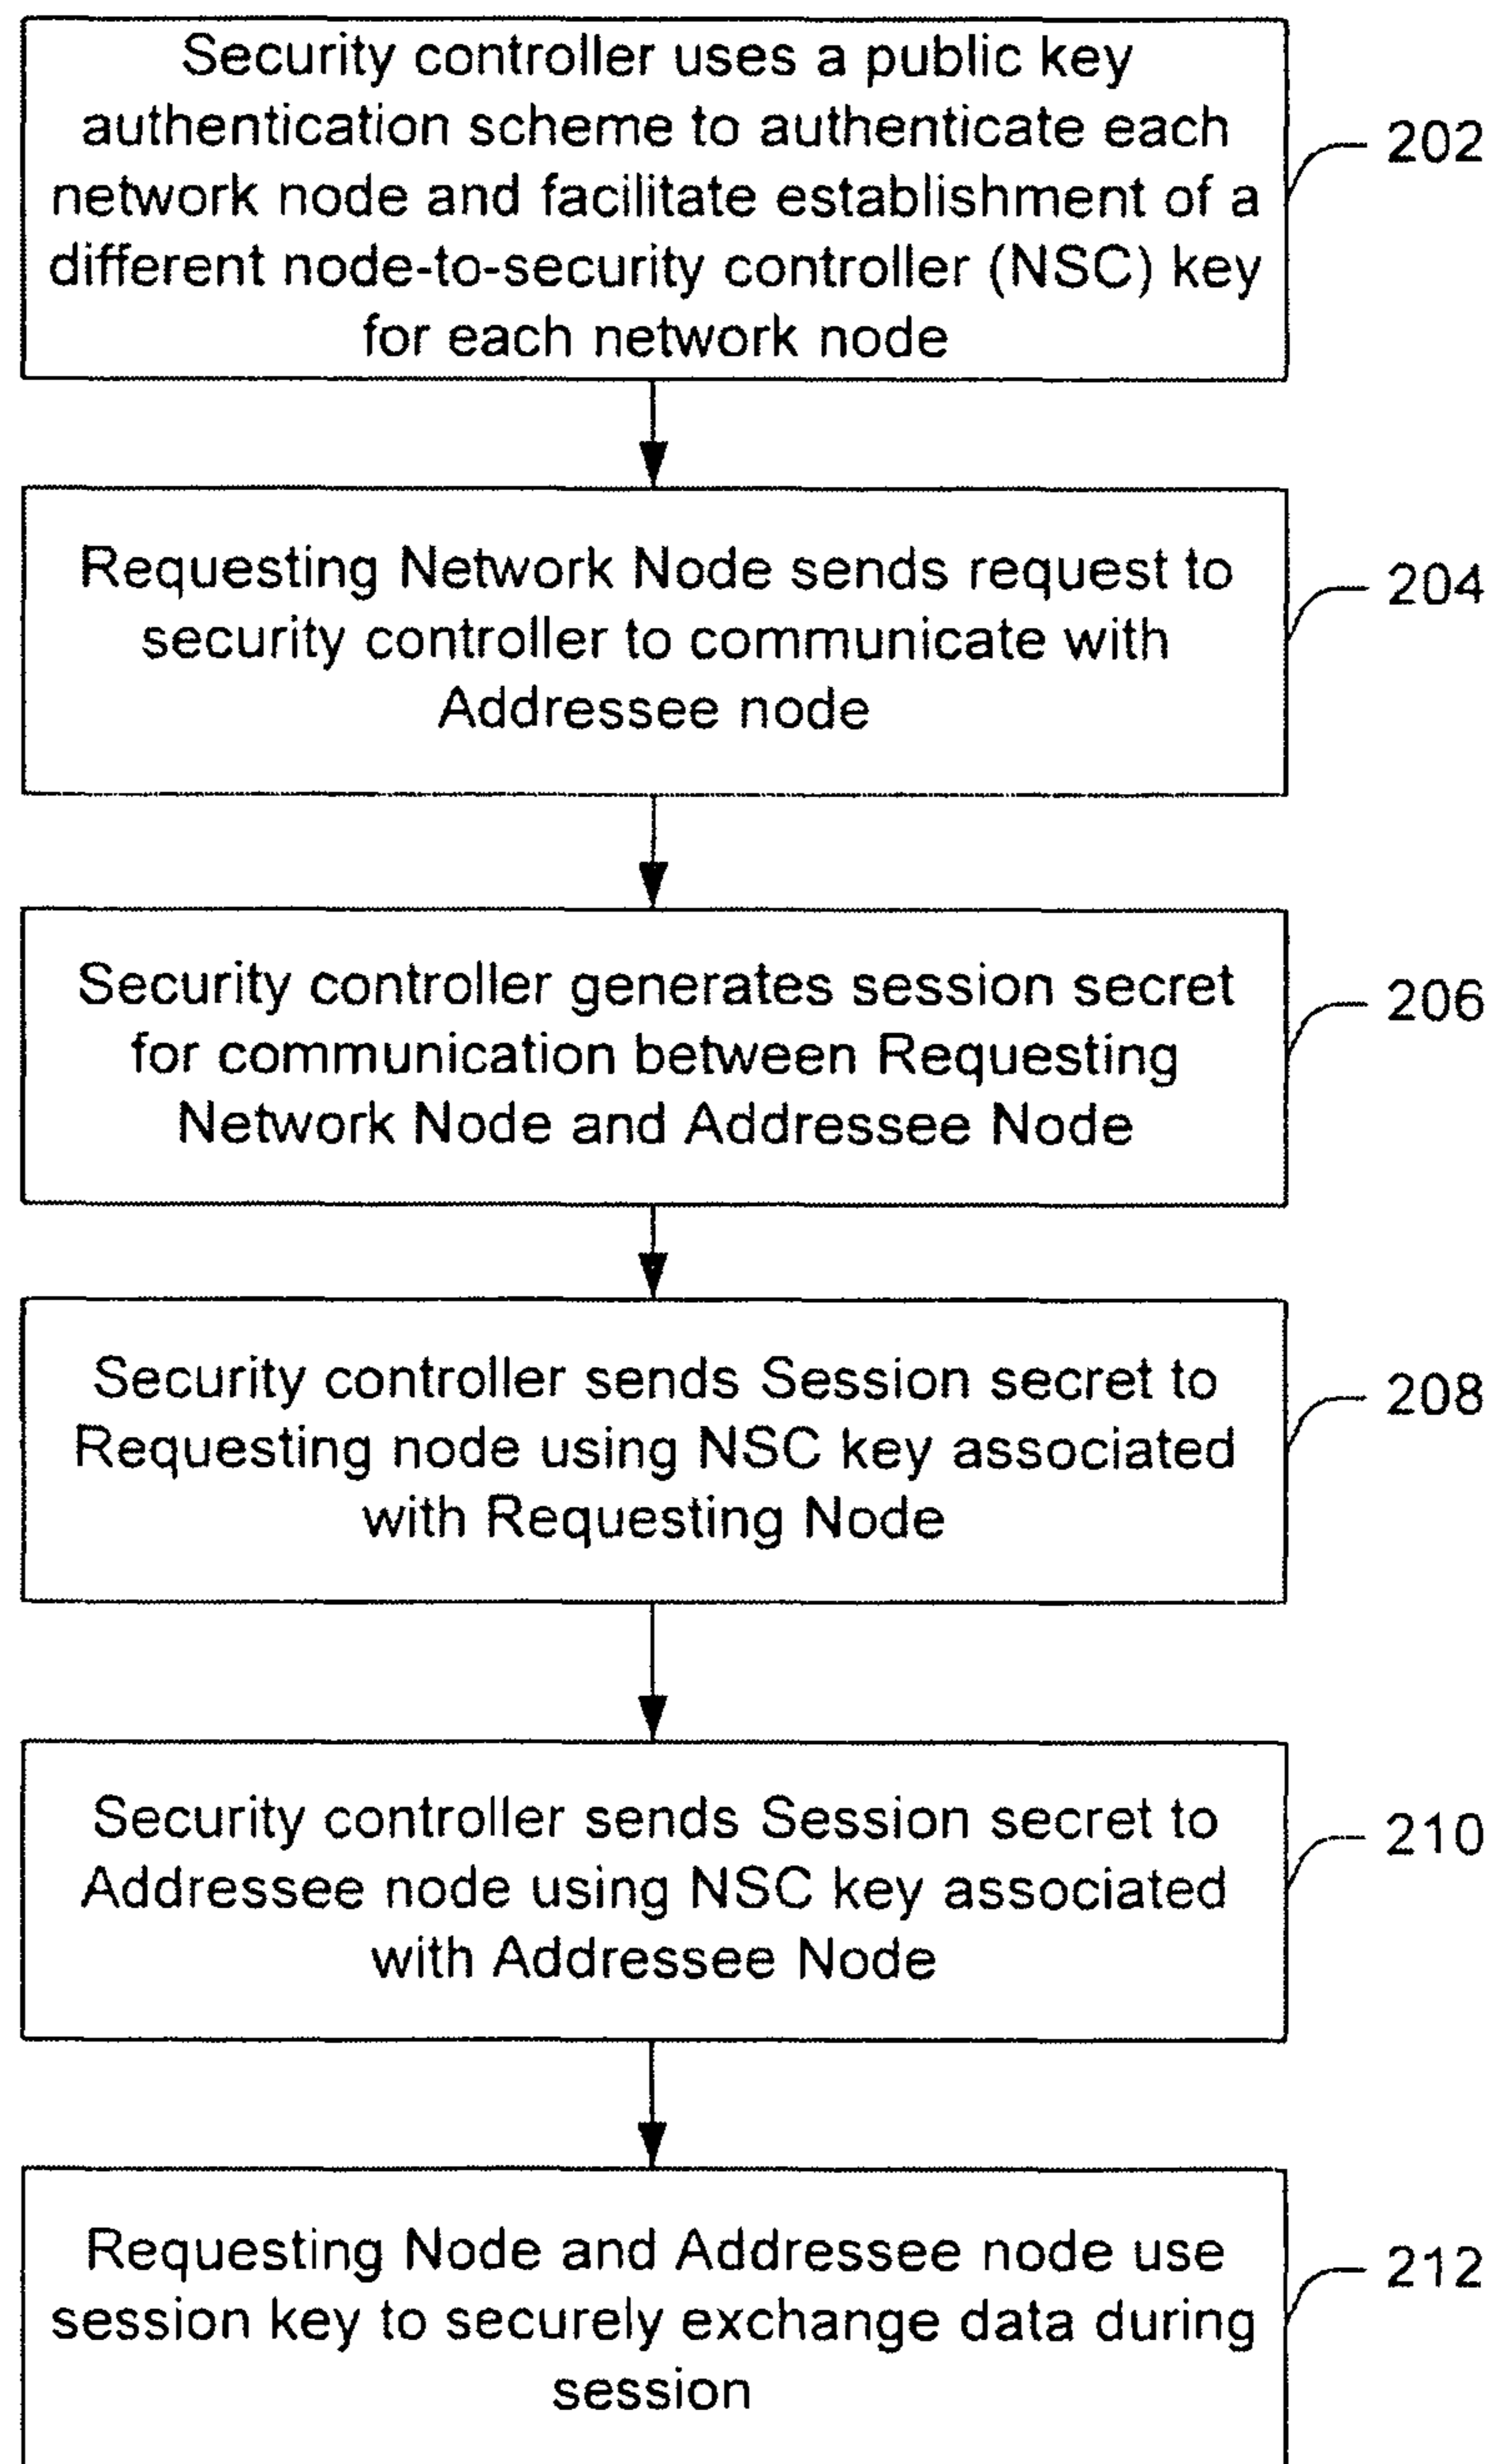 Security controller uses a public key
authentication scheme to authenticate each
network node and facilitate establishment of a
different node-to-security controller (NSC) key
for each network node
202
Requesting Network Node sends request to
security controller to communicate with
Addressee node
204
Security controller generates session secret
for communication between Requesting
Network Node and Addressee Node
206
Security controller sends Session secret to
Requesting node using NSC key associated
with Requesting Node
208
Security controller sends Session secret to
Addressee node using NSC key associated
with Addressee Node
210
Requesting Node and Addressee node use
session key to securely exchange data during
session
212